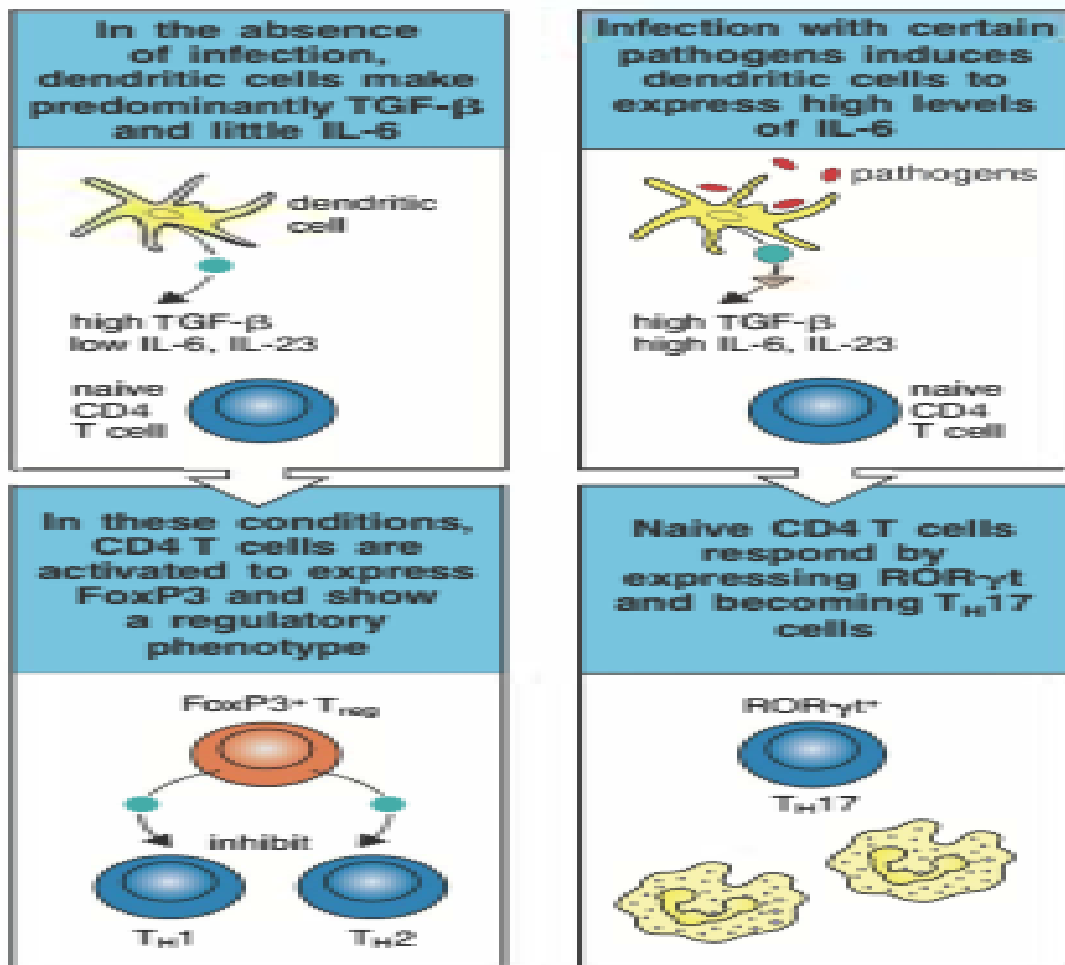 In the absence
of infection,
dendritic cells make
predominantly TGF-β
and little IL-6
dendritic
cell
high TGF-β
low IL-6, IL-23
naive
CD4
T cell
In these conditions,
CD4 T cells are
activated to express
FoxP3 and show
a regulatory
phenotype
FoxP3⁺ Treg
inhibit
TH1
TH2
Infection with certain
pathogens induces
dendritic cells to
express high levels
of IL-6
pathogens
high TGF-β
high IL-6, IL-23
naive
CD4
T cell
Naive CD4 T cells
respond by
expressing ROR-γt
and becoming TH17
cells
ROR-γt⁺
TH17